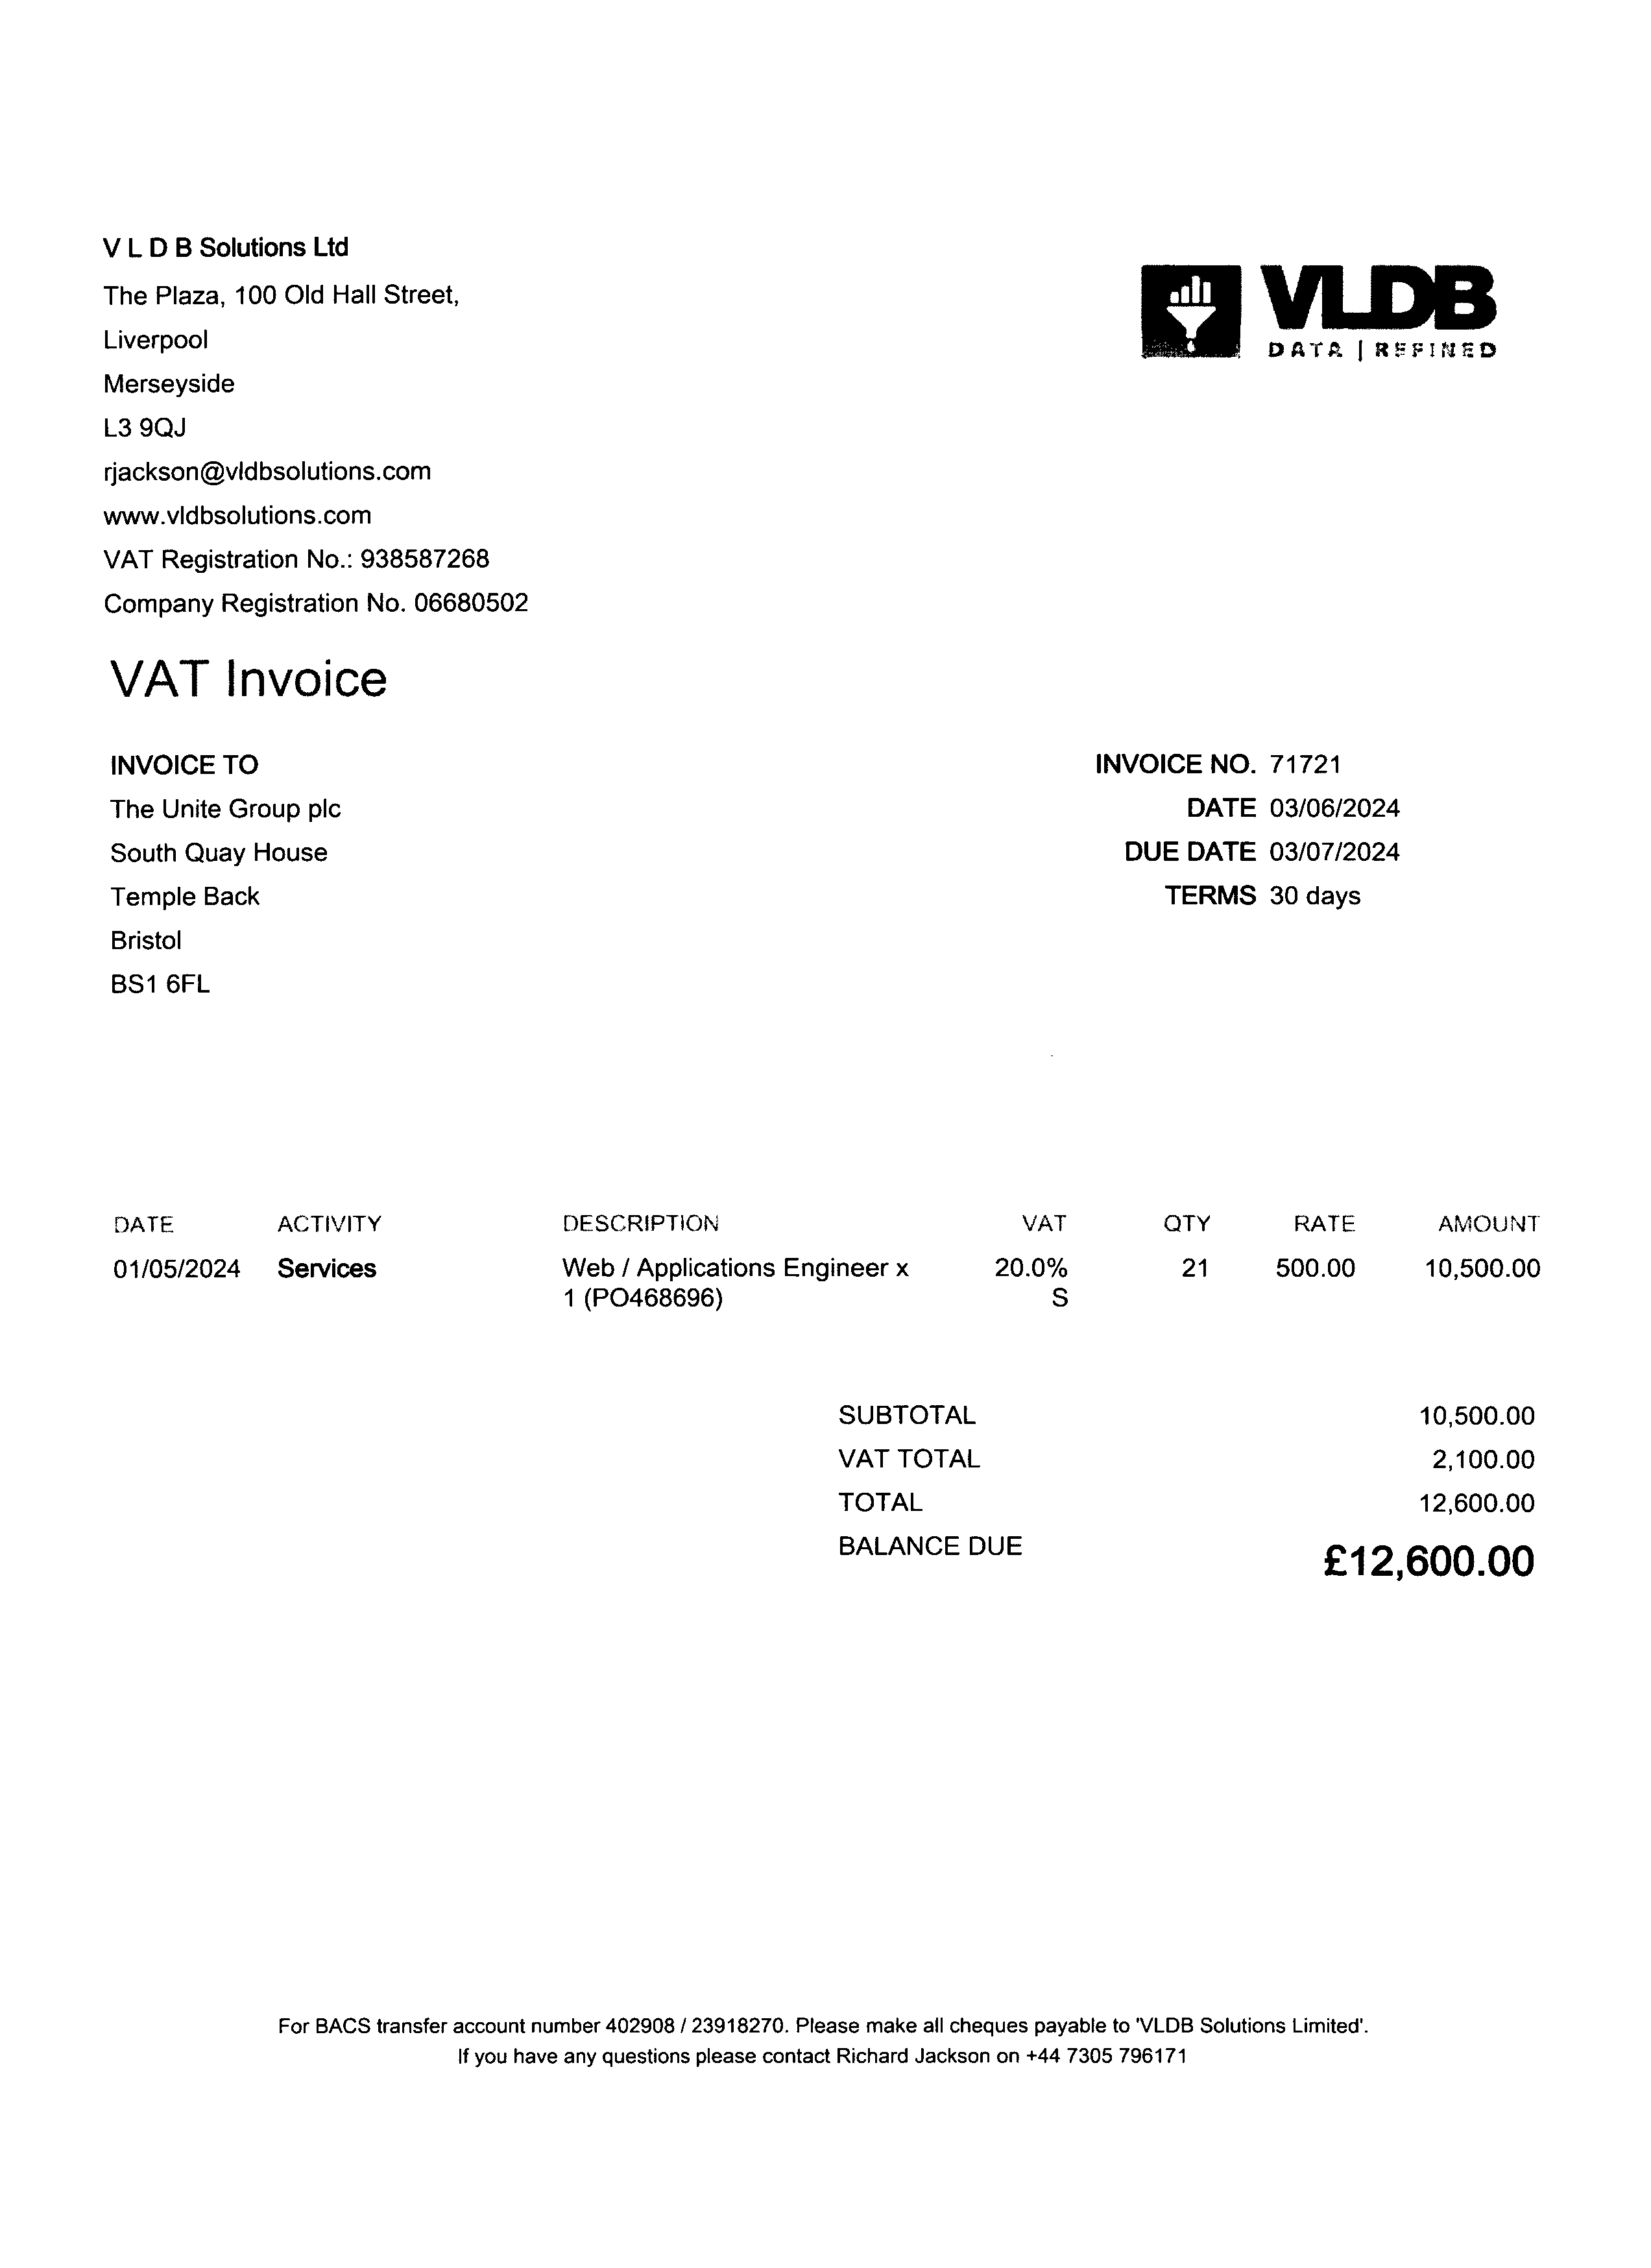 V L D B Solutions Ltd
The Plaza, 100 Old Hall Street,
Liverpool
Merseyside
L3 9QJ
rjackson@vldbsolutions.com
www.vldbsolutions.com
VAT Registration No.: 938587268
Company Registration No. 06680502
VLDB
DATA | REFINED
VAT Invoice
INVOICE TO
The Unite Group plc
South Quay House
Temple Back
Bristol
BS1 6FL
INVOICE NO. 71721
DATE 03/06/2024
DUE DATE 03/07/2024
TERMS 30 days
DATE ACTIVITY DESCRIPTION VAT QTY RATE AMOUNT
01/05/2024 Services Web / Applications Engineer x 20.0% 21 500.00 10,500.00
1 (PO468696) S
SUBTOTAL 10,500.00
VAT TOTAL 2,100.00
TOTAL 12,600.00
BALANCE DUE £12,600.00
For BACS transfer account number 402908 / 23918270. Please make all cheques payable to 'VLDB Solutions Limited'.
If you have any questions please contact Richard Jackson on +44 7305 796171